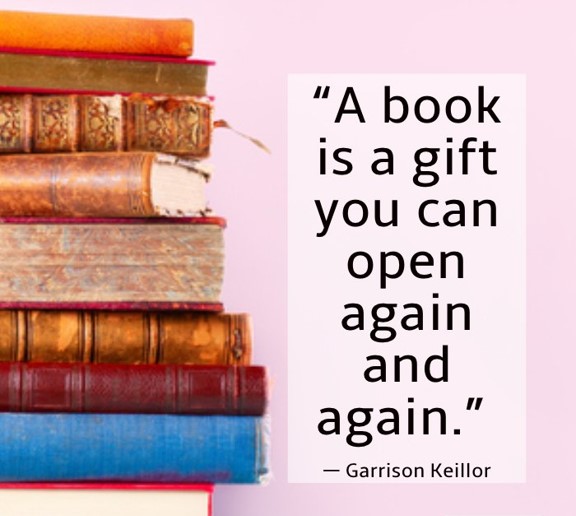 “A book
is a gift
you can
open
again
and
again.”
— Garrison Keillor